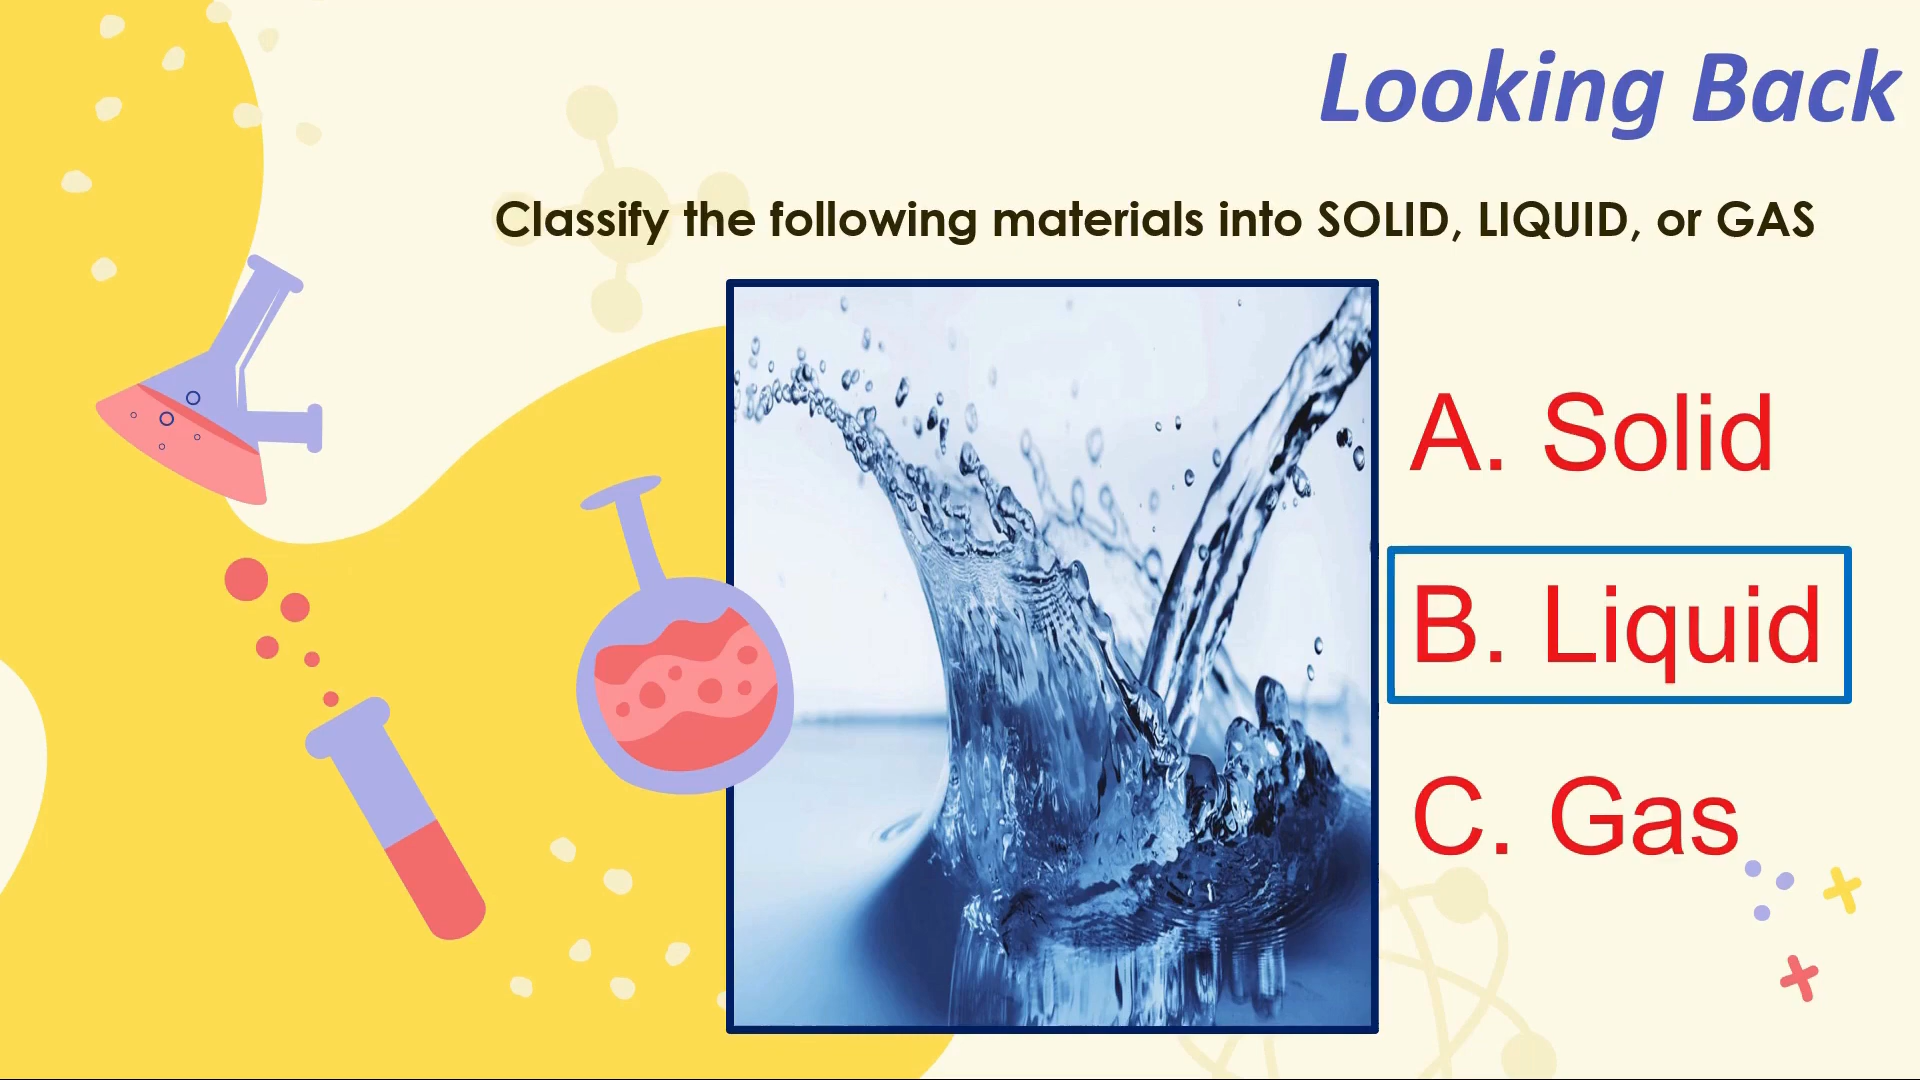 Looking Back
Classify the following materials into SOLID, LIQUID, or GAS
A. Solid
B. Liquid
C. Gas